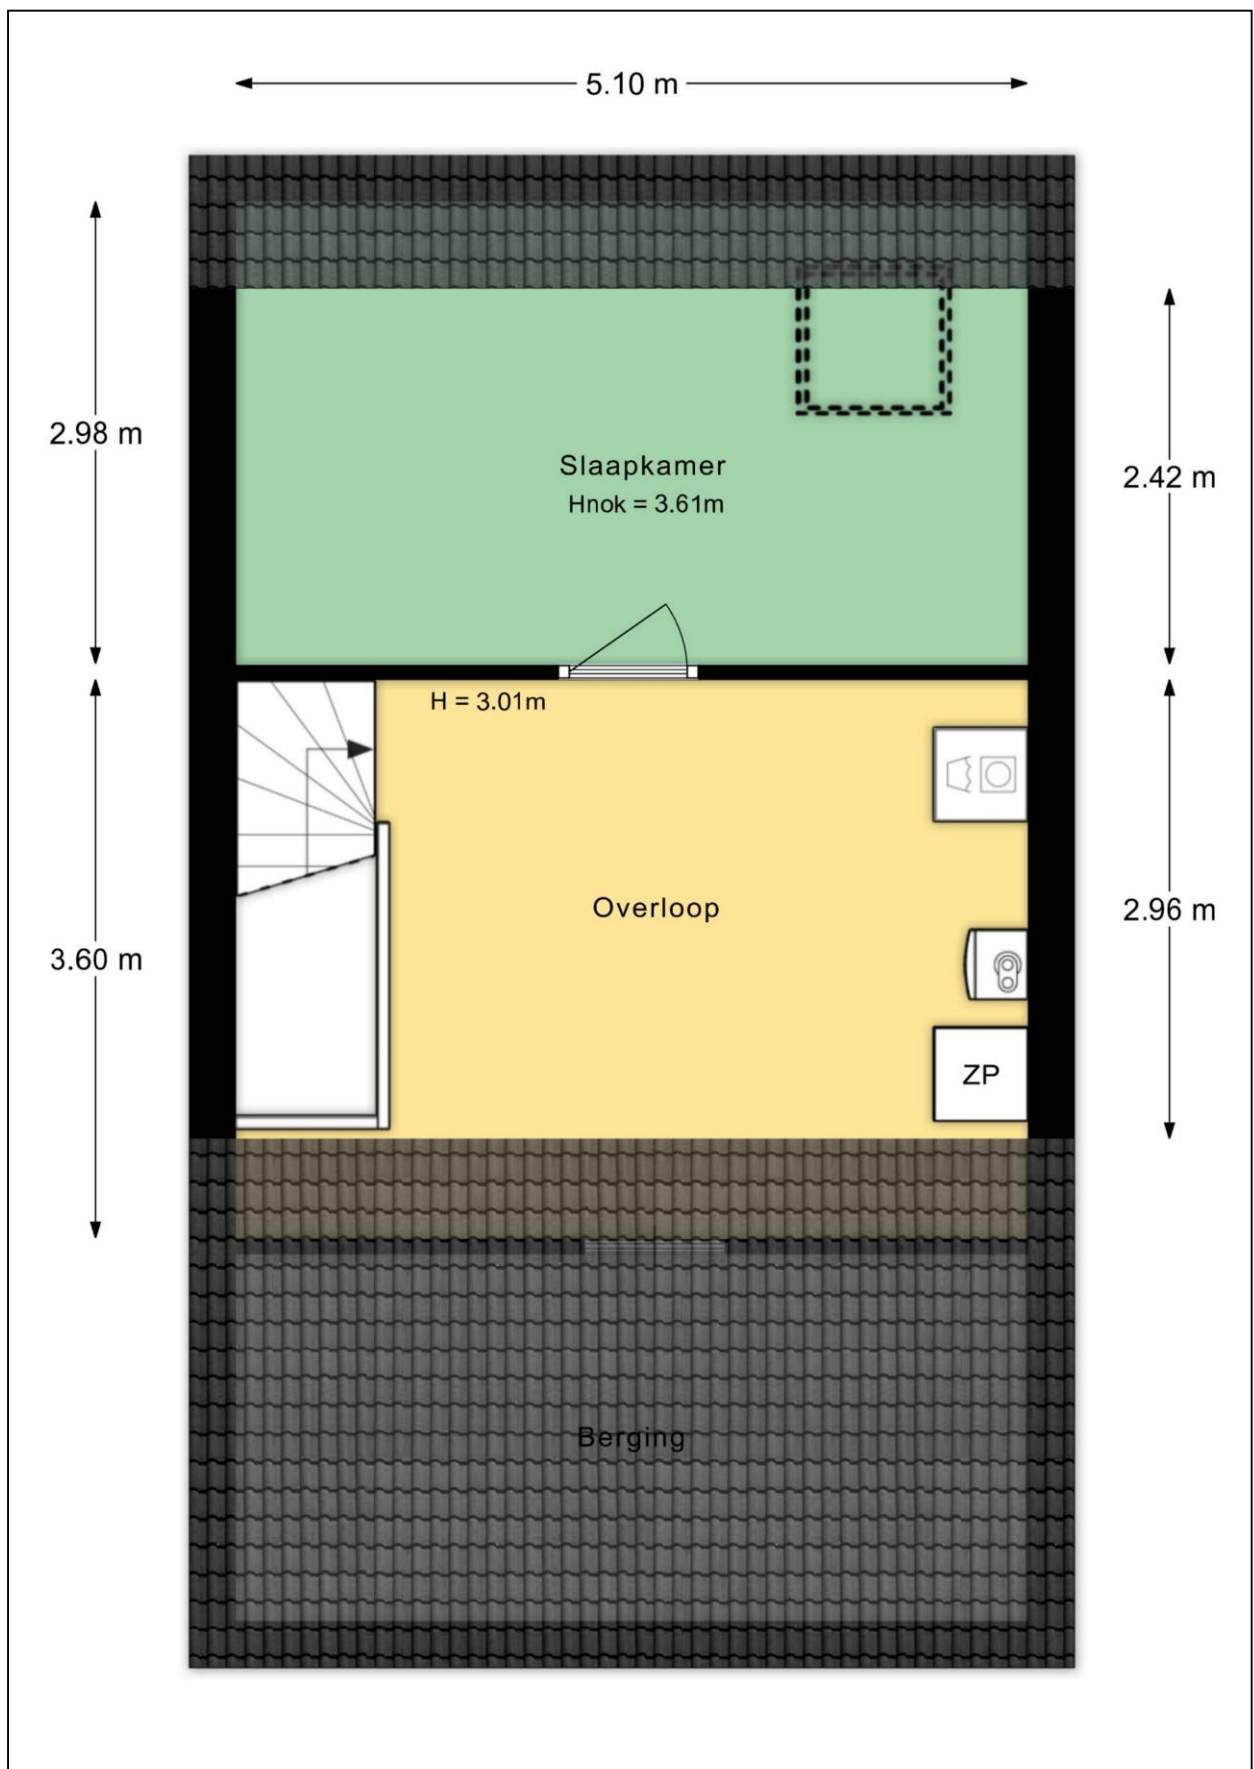 5.10 m
2.98 m
2.42 m
Slaapkamer
Hnok = 3.61m
H = 3.01m
Overloop
2.96 m
3.60 m
ZP
Berging